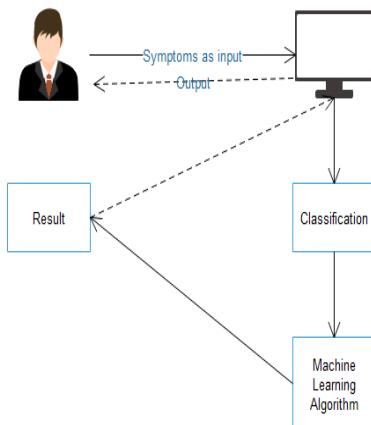 Symptoms as input
Output
Result
Classification
Machine
Learning
Algorithm